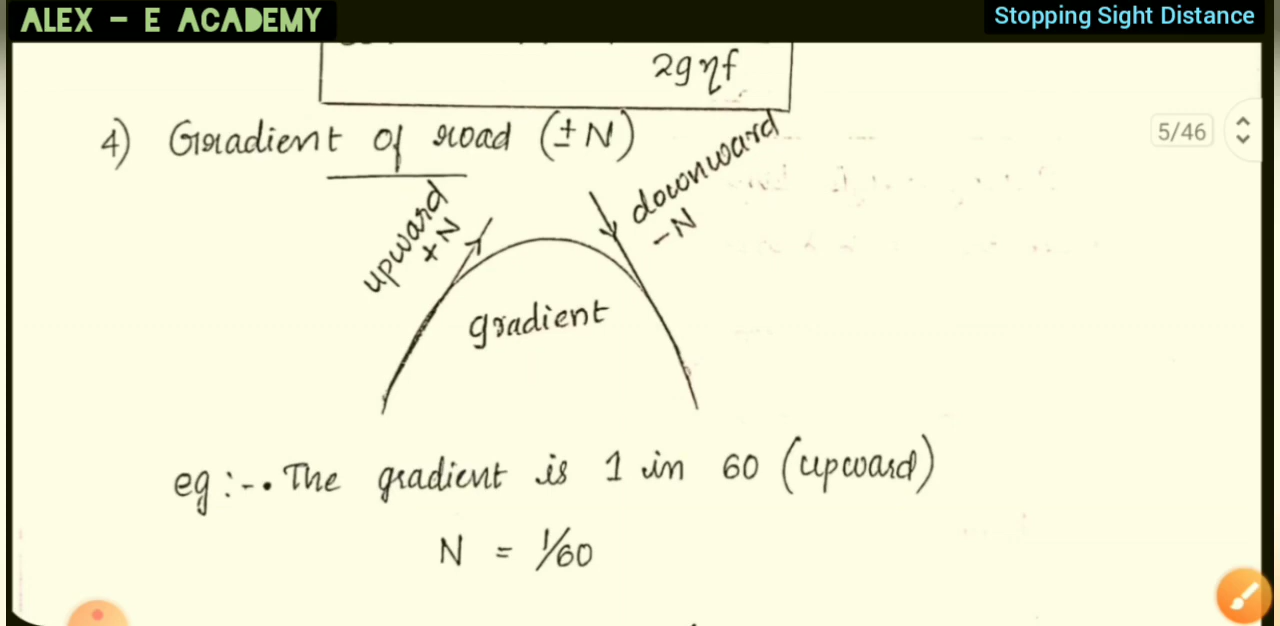 ALEX - E ACADEMY
Stopping Sight Distance
2gηf
4) Gradient of road (±N)
5/46
upward
+N
downward
-N
gradient
eg :-. The gradient is 1 in 60 (upward)
N = 1/60